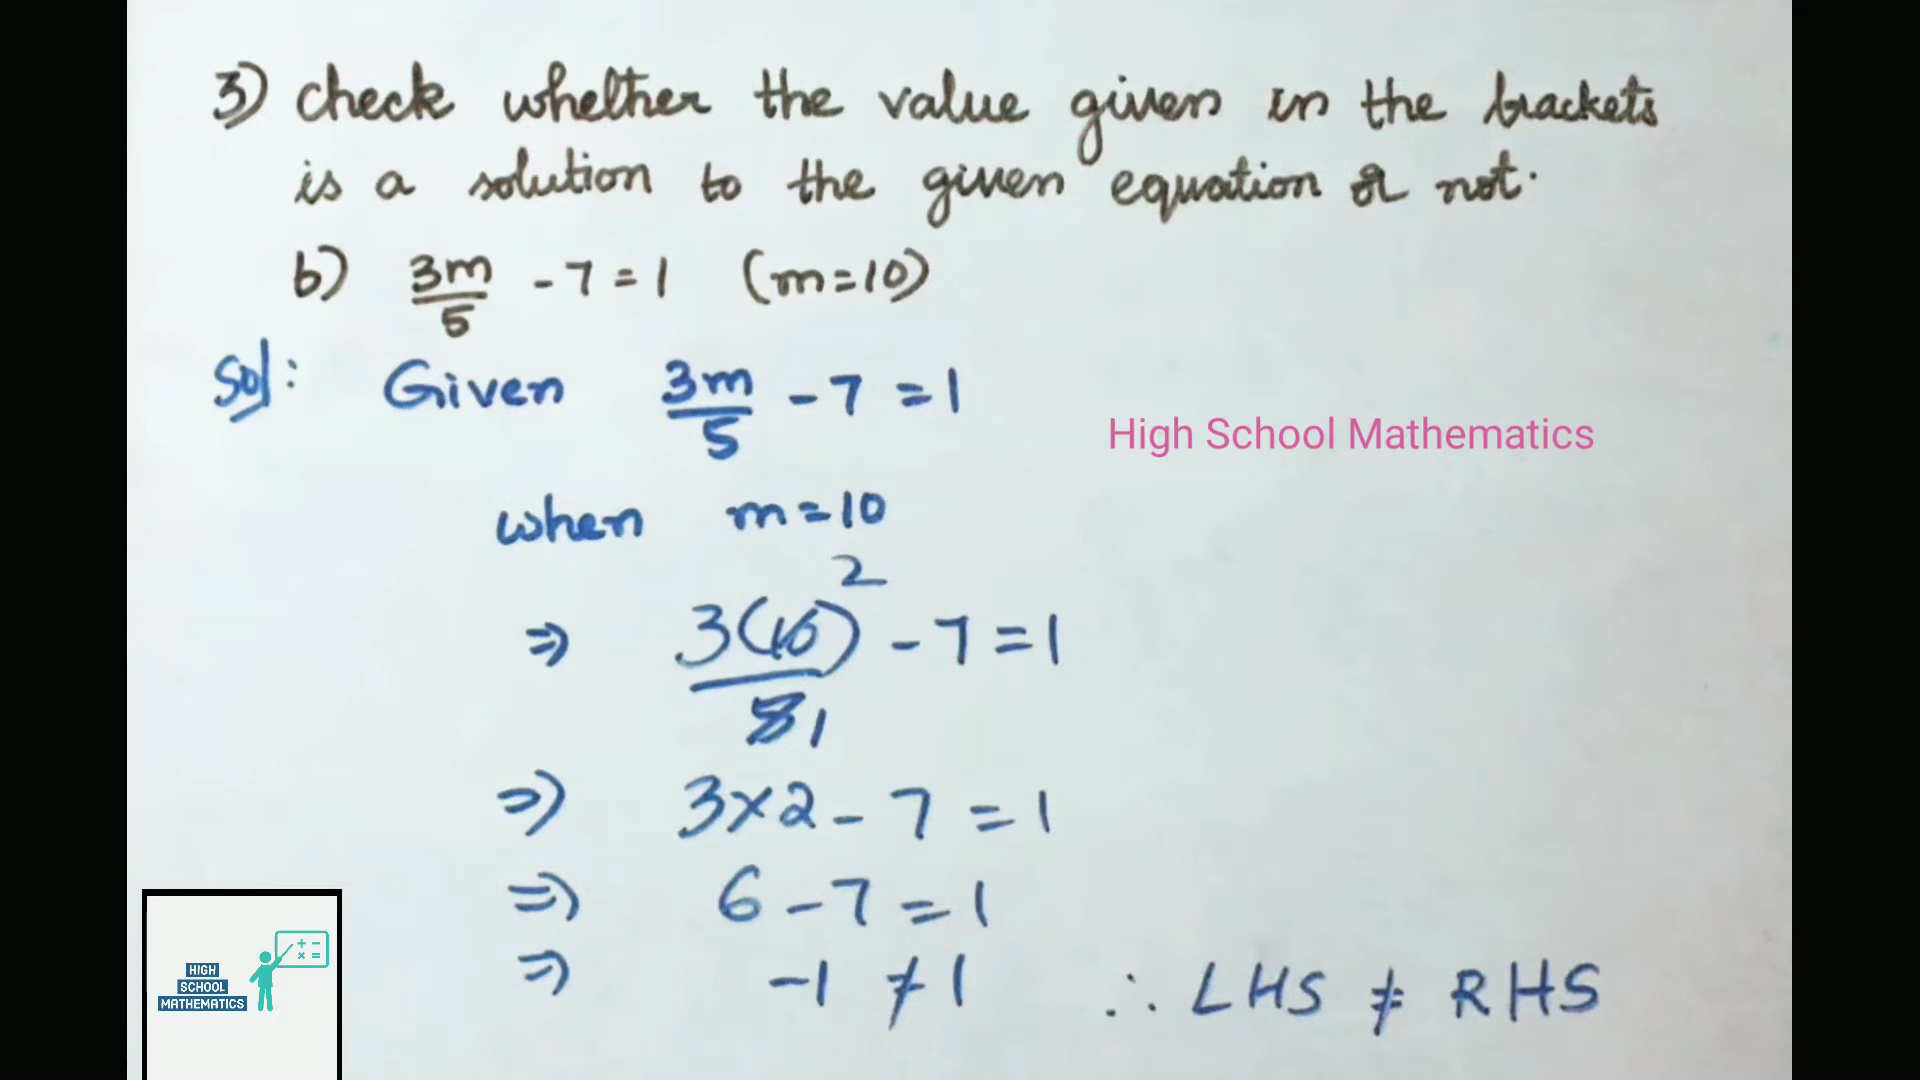 3) check whether the value given in the brackets
is a solution to the given equation or not.
b) 3m/5 - 7 = 1 (m=10)
Sol: Given 3m/5 - 7 = 1
High School Mathematics
when m=10
2
⇒ 3(10)/5 1 - 7 = 1
⇒ 3×2 - 7 = 1
⇒ 6 - 7 = 1
⇒ -1 ≠ 1 ∴ LHS ≠ RHS
HIGH
SCHOOL
MATHEMATICS